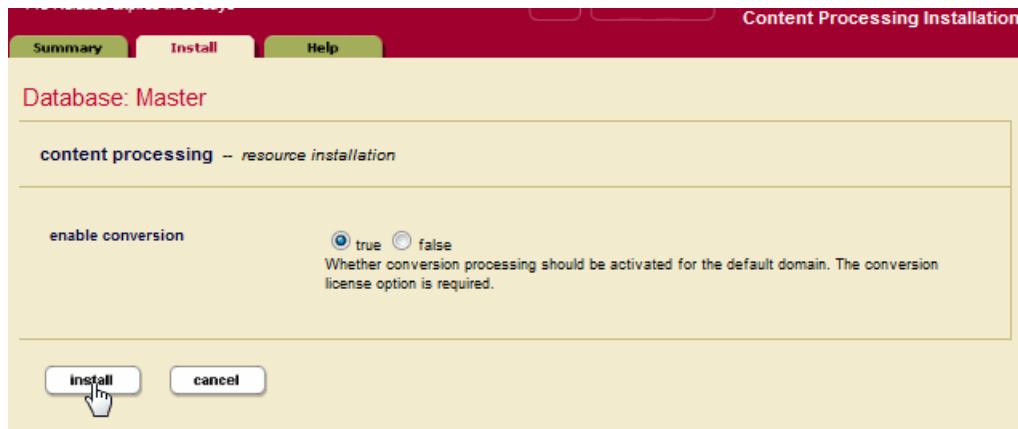 Content Processing Installation
Summary
Install
Help
Database: Master
content processing -- resource installation
enable conversion
true
false
Whether conversion processing should be activated for the default domain. The conversion
license option is required.
install
cancel